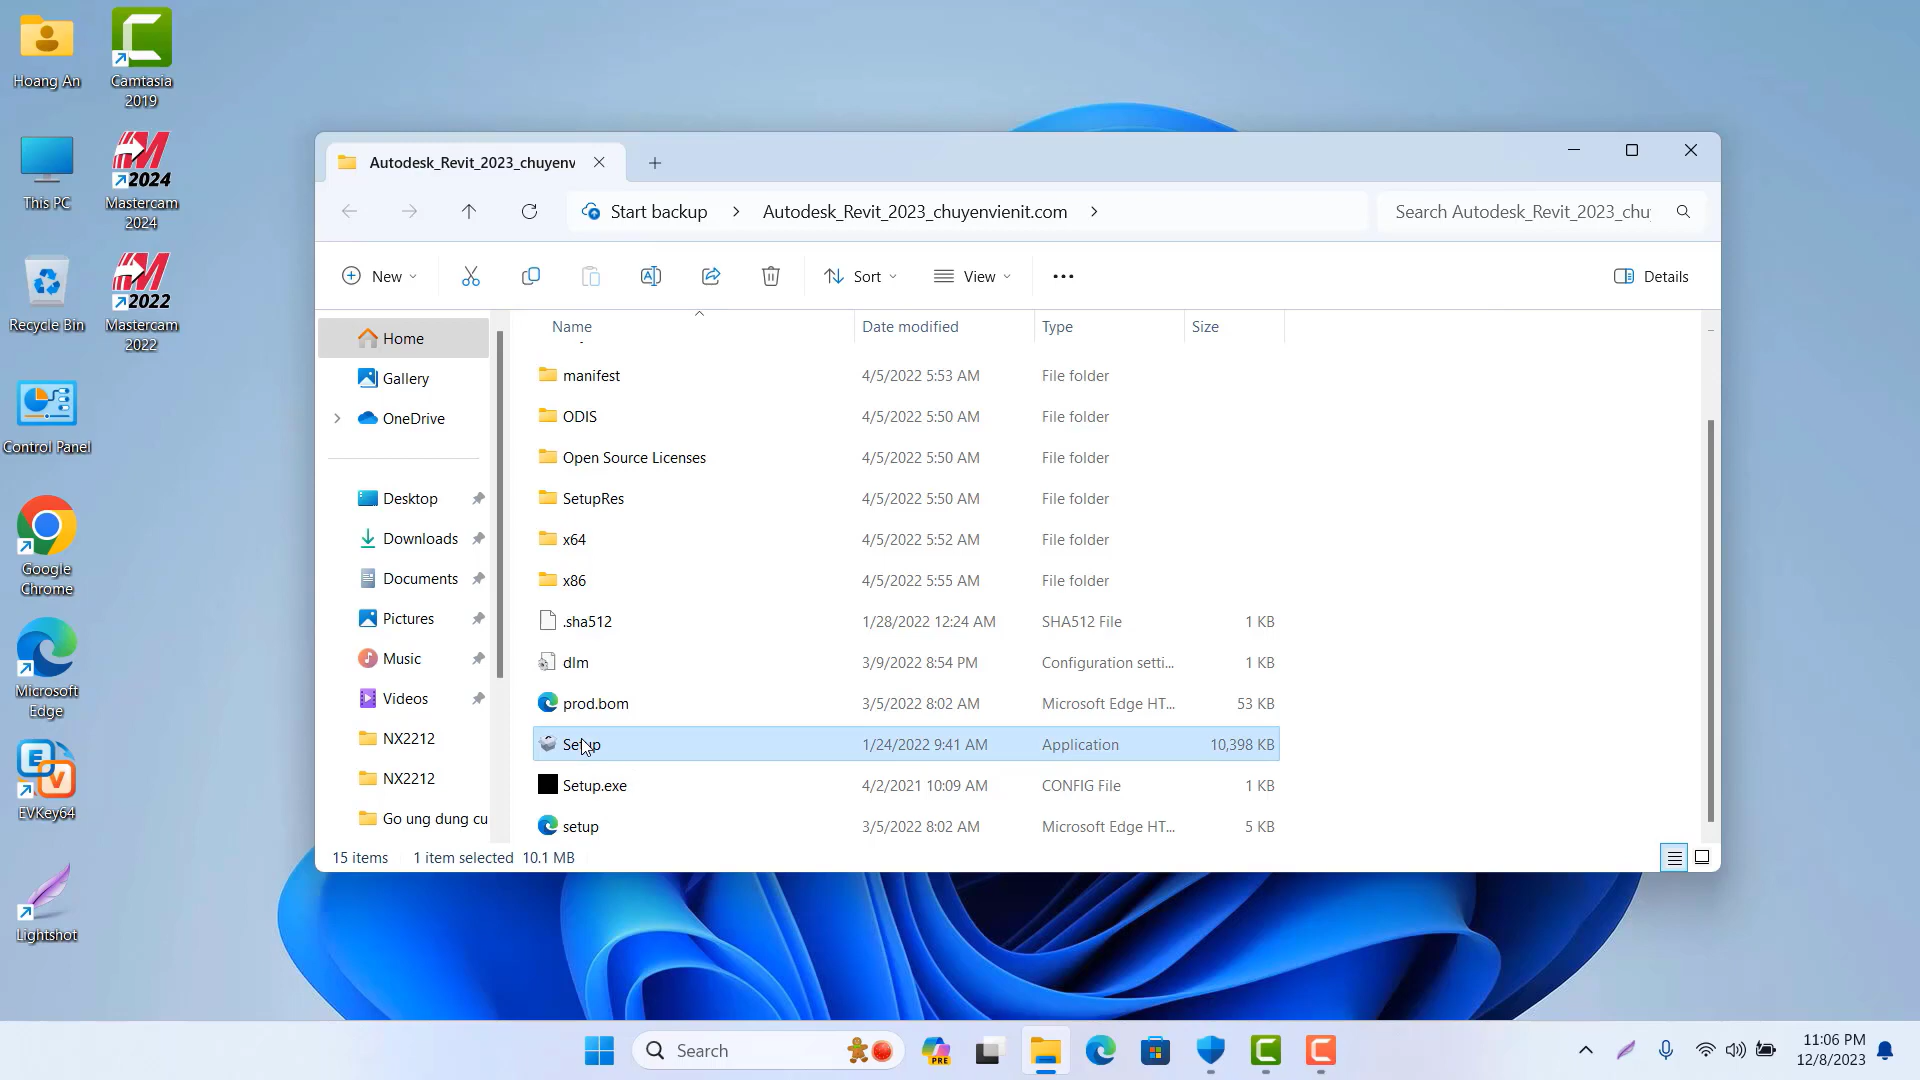 Hoang An
Camtasia
2019
This PC
Mastercam
2024
Recycle Bin
Mastercam
2022
Control Panel
Google
Chrome
Microsoft
Edge
EVKey64
Lightshot
Autodesk_Revit_2023_chuyenv
Start backup
Autodesk_Revit_2023_chuyenvienit.com
Search Autodesk_Revit_2023_chu
New
Sort
View
Details
Home
Gallery
OneDrive
Desktop
Downloads
Documents
Pictures
Music
Videos
NX2212
NX2212
Go ung dung cu
Name Date modified Type Size
manifest 4/5/2022 5:53 AM File folder
ODIS 4/5/2022 5:50 AM File folder
Open Source Licenses 4/5/2022 5:50 AM File folder
SetupRes 4/5/2022 5:50 AM File folder
x64 4/5/2022 5:52 AM File folder
x86 4/5/2022 5:55 AM File folder
.sha512 1/28/2022 12:24 AM SHA512 File 1 KB
dlm 3/9/2022 8:54 PM Configuration setti... 1 KB
prod.bom 3/5/2022 8:02 AM Microsoft Edge HT... 53 KB
Setup 1/24/2022 9:41 AM Application 10,398 KB
Setup.exe 4/2/2021 10:09 AM CONFIG File 1 KB
setup 3/5/2022 8:02 AM Microsoft Edge HT... 5 KB
15 items 1 item selected 10.1 MB
Search
PRE
11:06 PM
12/8/2023